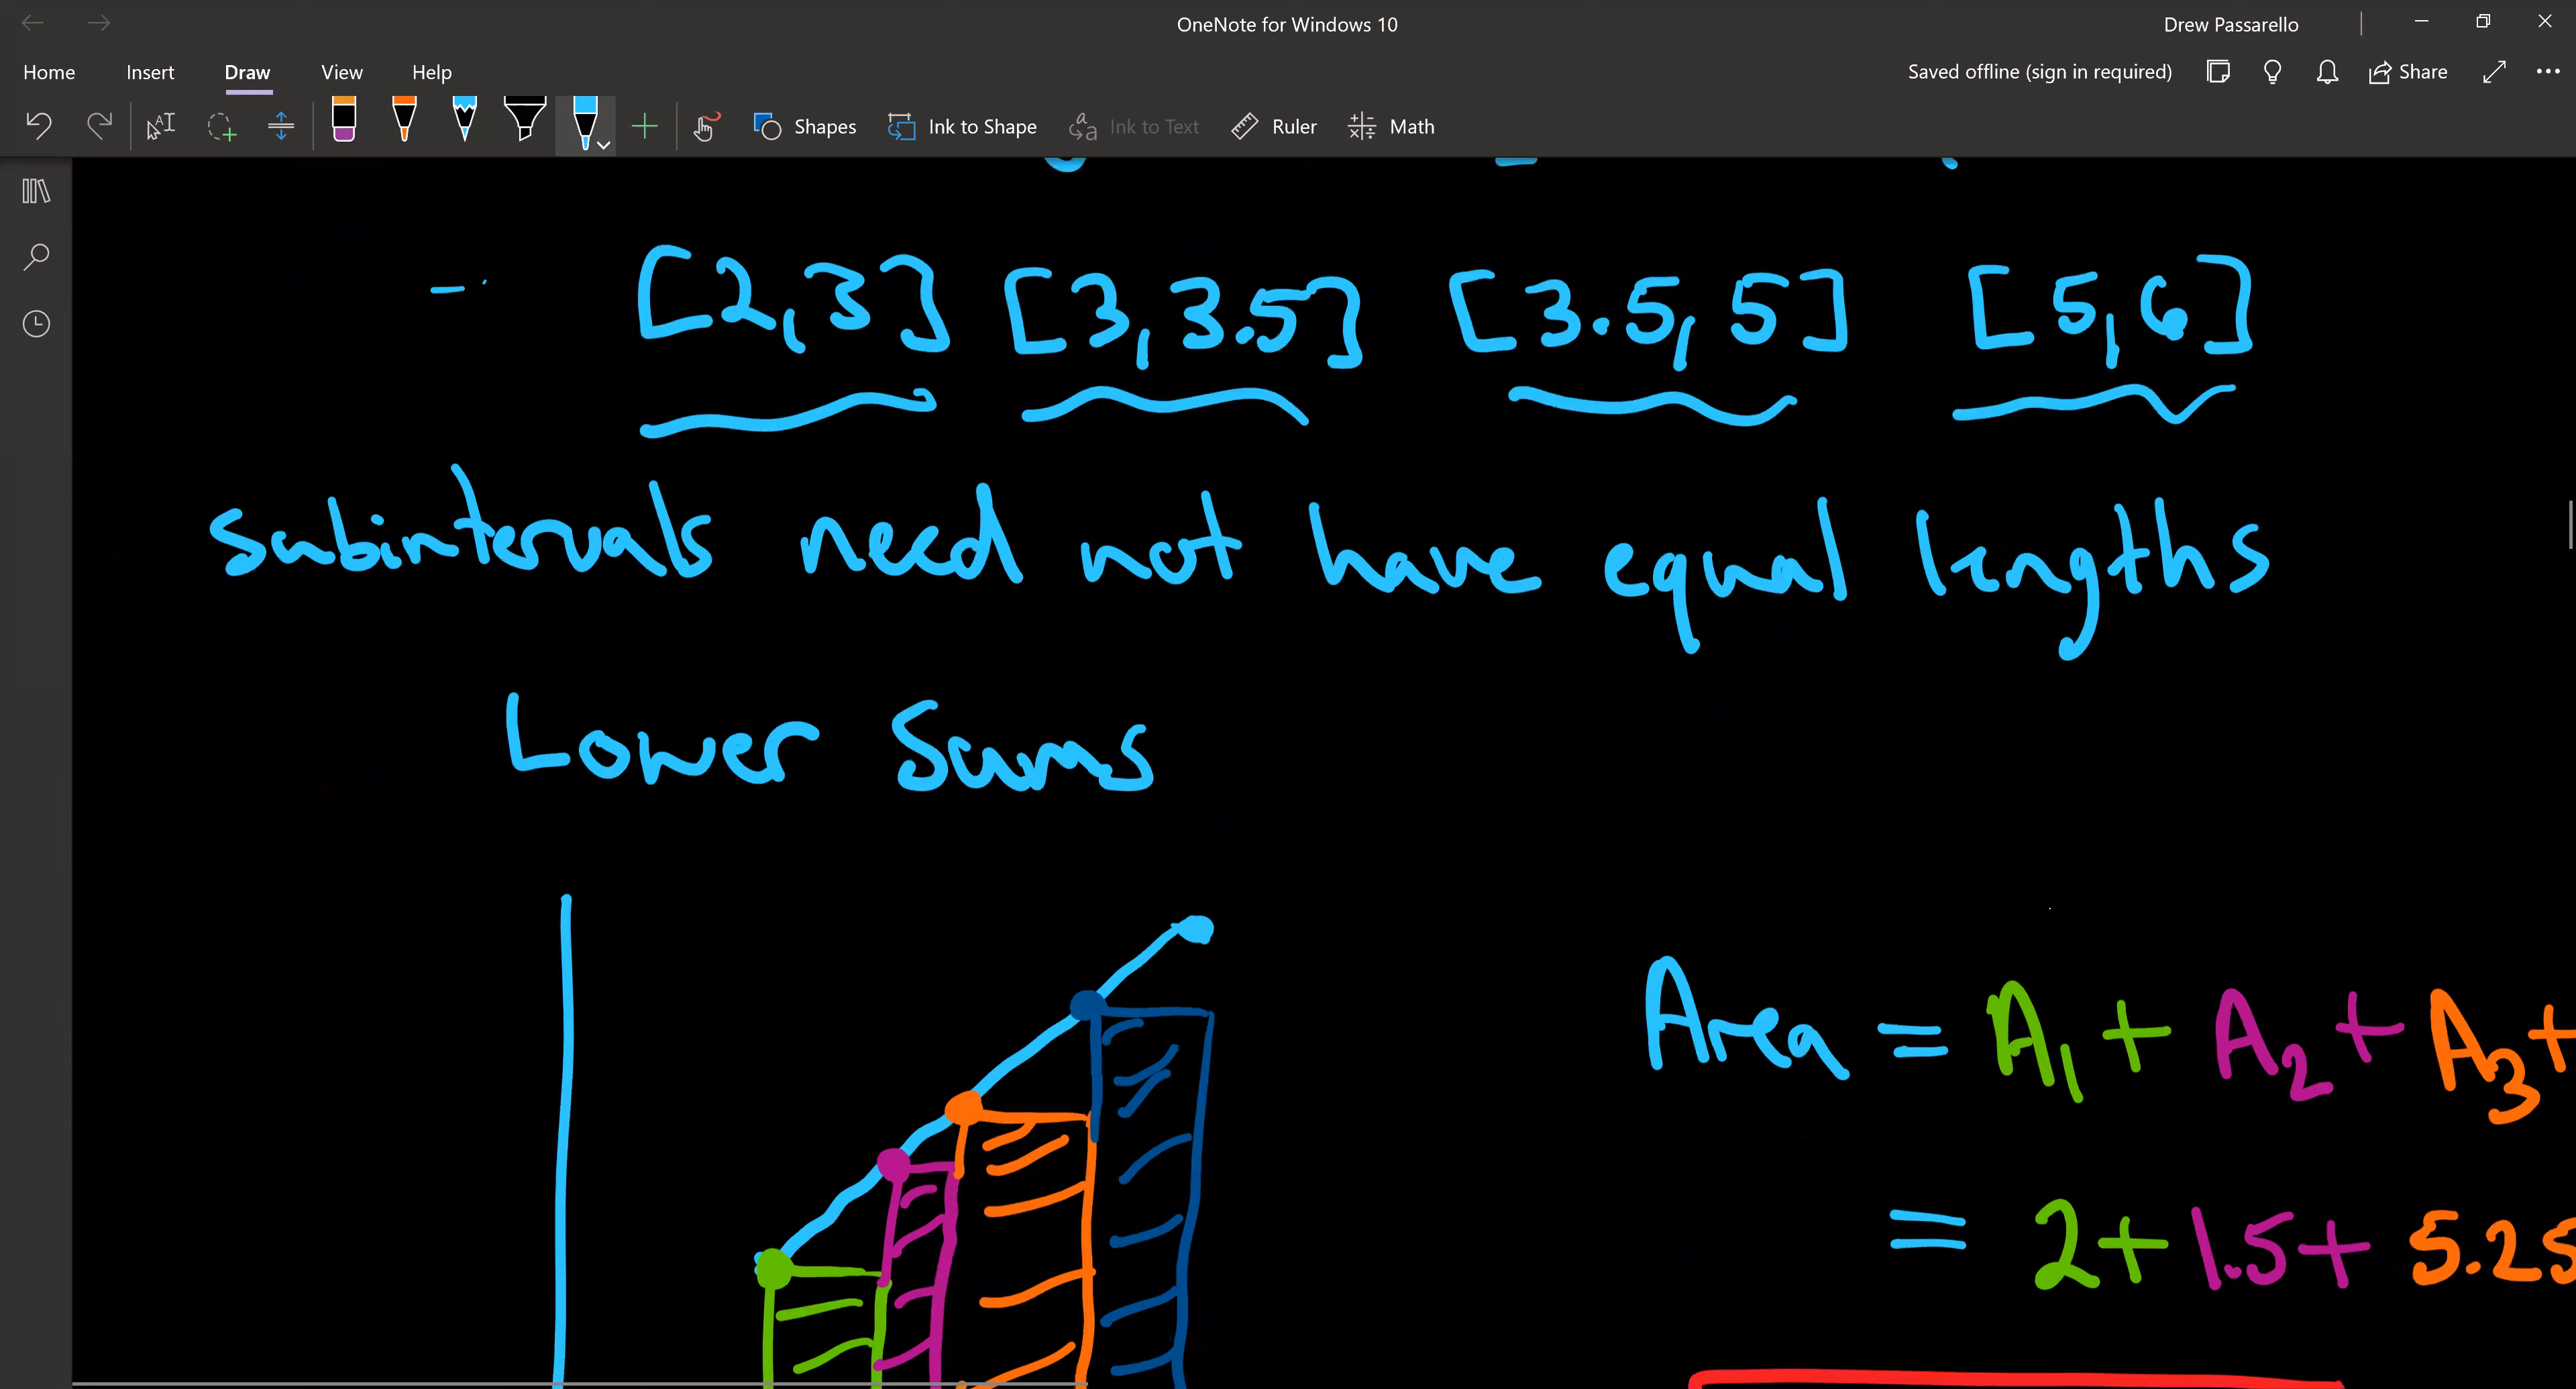 OneNote for Windows 10
Drew Passarello
Home Insert Draw View Help
Saved offline (sign in required) Share
Shapes Ink to Shape Ink to Text Ruler Math
[2,3] [3,3.5] [3.5,5] [5,6]
subintervals need not have equal lengths
Lower Sums
Area = A₁ + A₂ + A₃ +
= 2 + 1.5 + 5.25